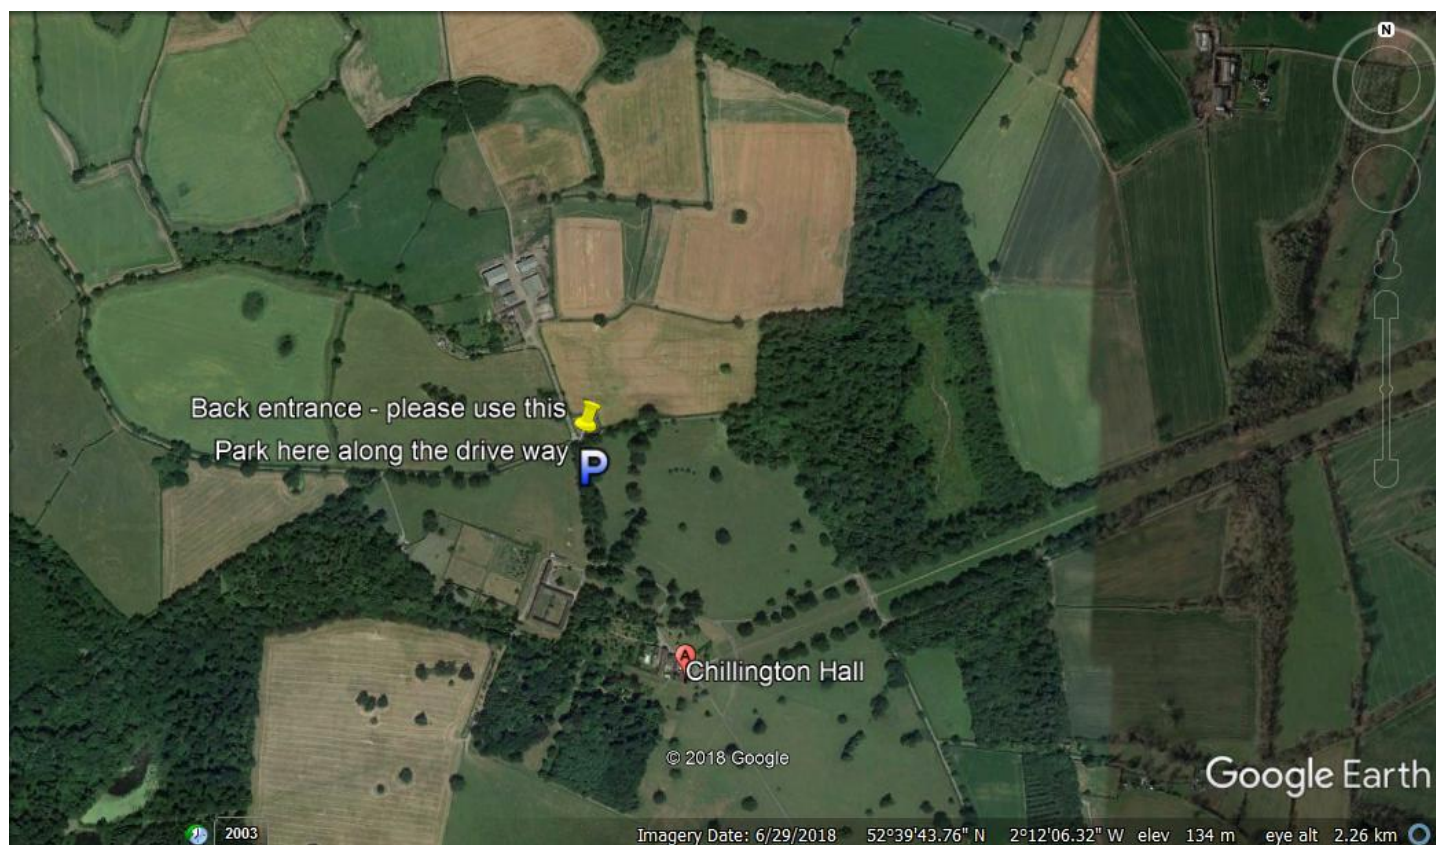 N
Back entrance - please use this
Park here along the drive way
P
A
Chillington Hall
© 2018 Google
Google Earth
2003
Imagery Date: 6/29/2018 52°39'43.76" N 2°12'06.32" W elev 134 m eye alt 2.26 km